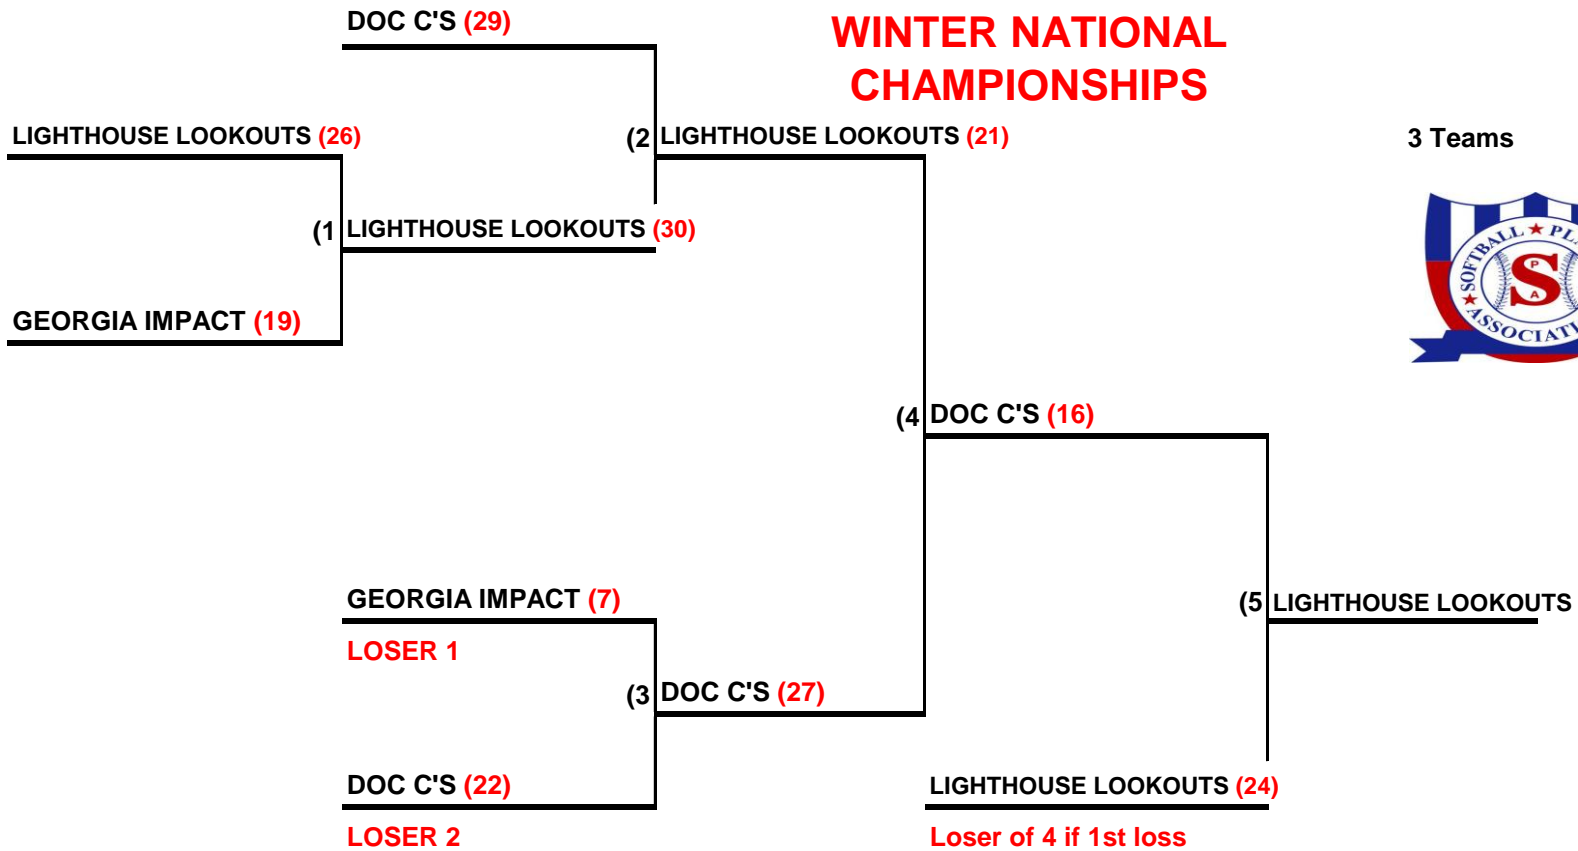 DOC C'S (29)
WINTER NATIONAL
CHAMPIONSHIPS
LIGHTHOUSE LOOKOUTS (26)
(2 LIGHTHOUSE LOOKOUTS (21)
3 Teams
(1 LIGHTHOUSE LOOKOUTS (30)
SOFTBALL ★
P
S
A
★ 
GEORGIA IMPACT (19)
(4 DOC C'S (16)
GEORGIA IMPACT (7)
(5 LIGHTHOUSE LOOKOUTS
LOSER 1
(3 DOC C'S (27)
DOC C'S (22)
LIGHTHOUSE LOOKOUTS (24)
LOSER 2
Loser of 4 if 1st loss